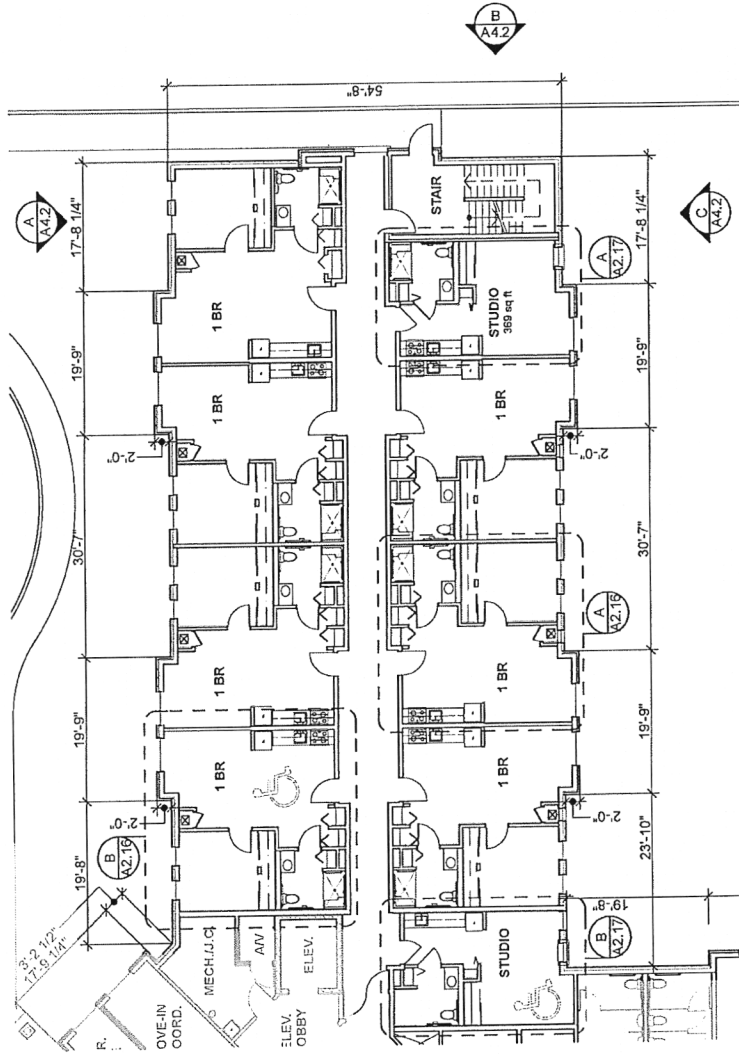 B
A4.2
54'-8"
A
A4.2
17'-8 1/4"
19'-9"
2'-0"
30'-7"
19'-9"
2'-0"
19'-8"
B
A2.16
3'-2 1/2"
17'-9 1/4"
1 BR
1 BR
1 BR
1 BR
STAIR
STUDIO
369 sq ft
1 BR
1 BR
1 BR
STUDIO
MECH./J.C.
A/V
ELEV.
ELEV.
OBBY
OVE-IN
OORD.
R.
C
A4.2
17'-8 1/4"
A
A2.17
19'-9"
2'-0"
30'-7"
A
A2.16
19'-9"
2'-0"
23'-10"
19'-8"
B
A2.17